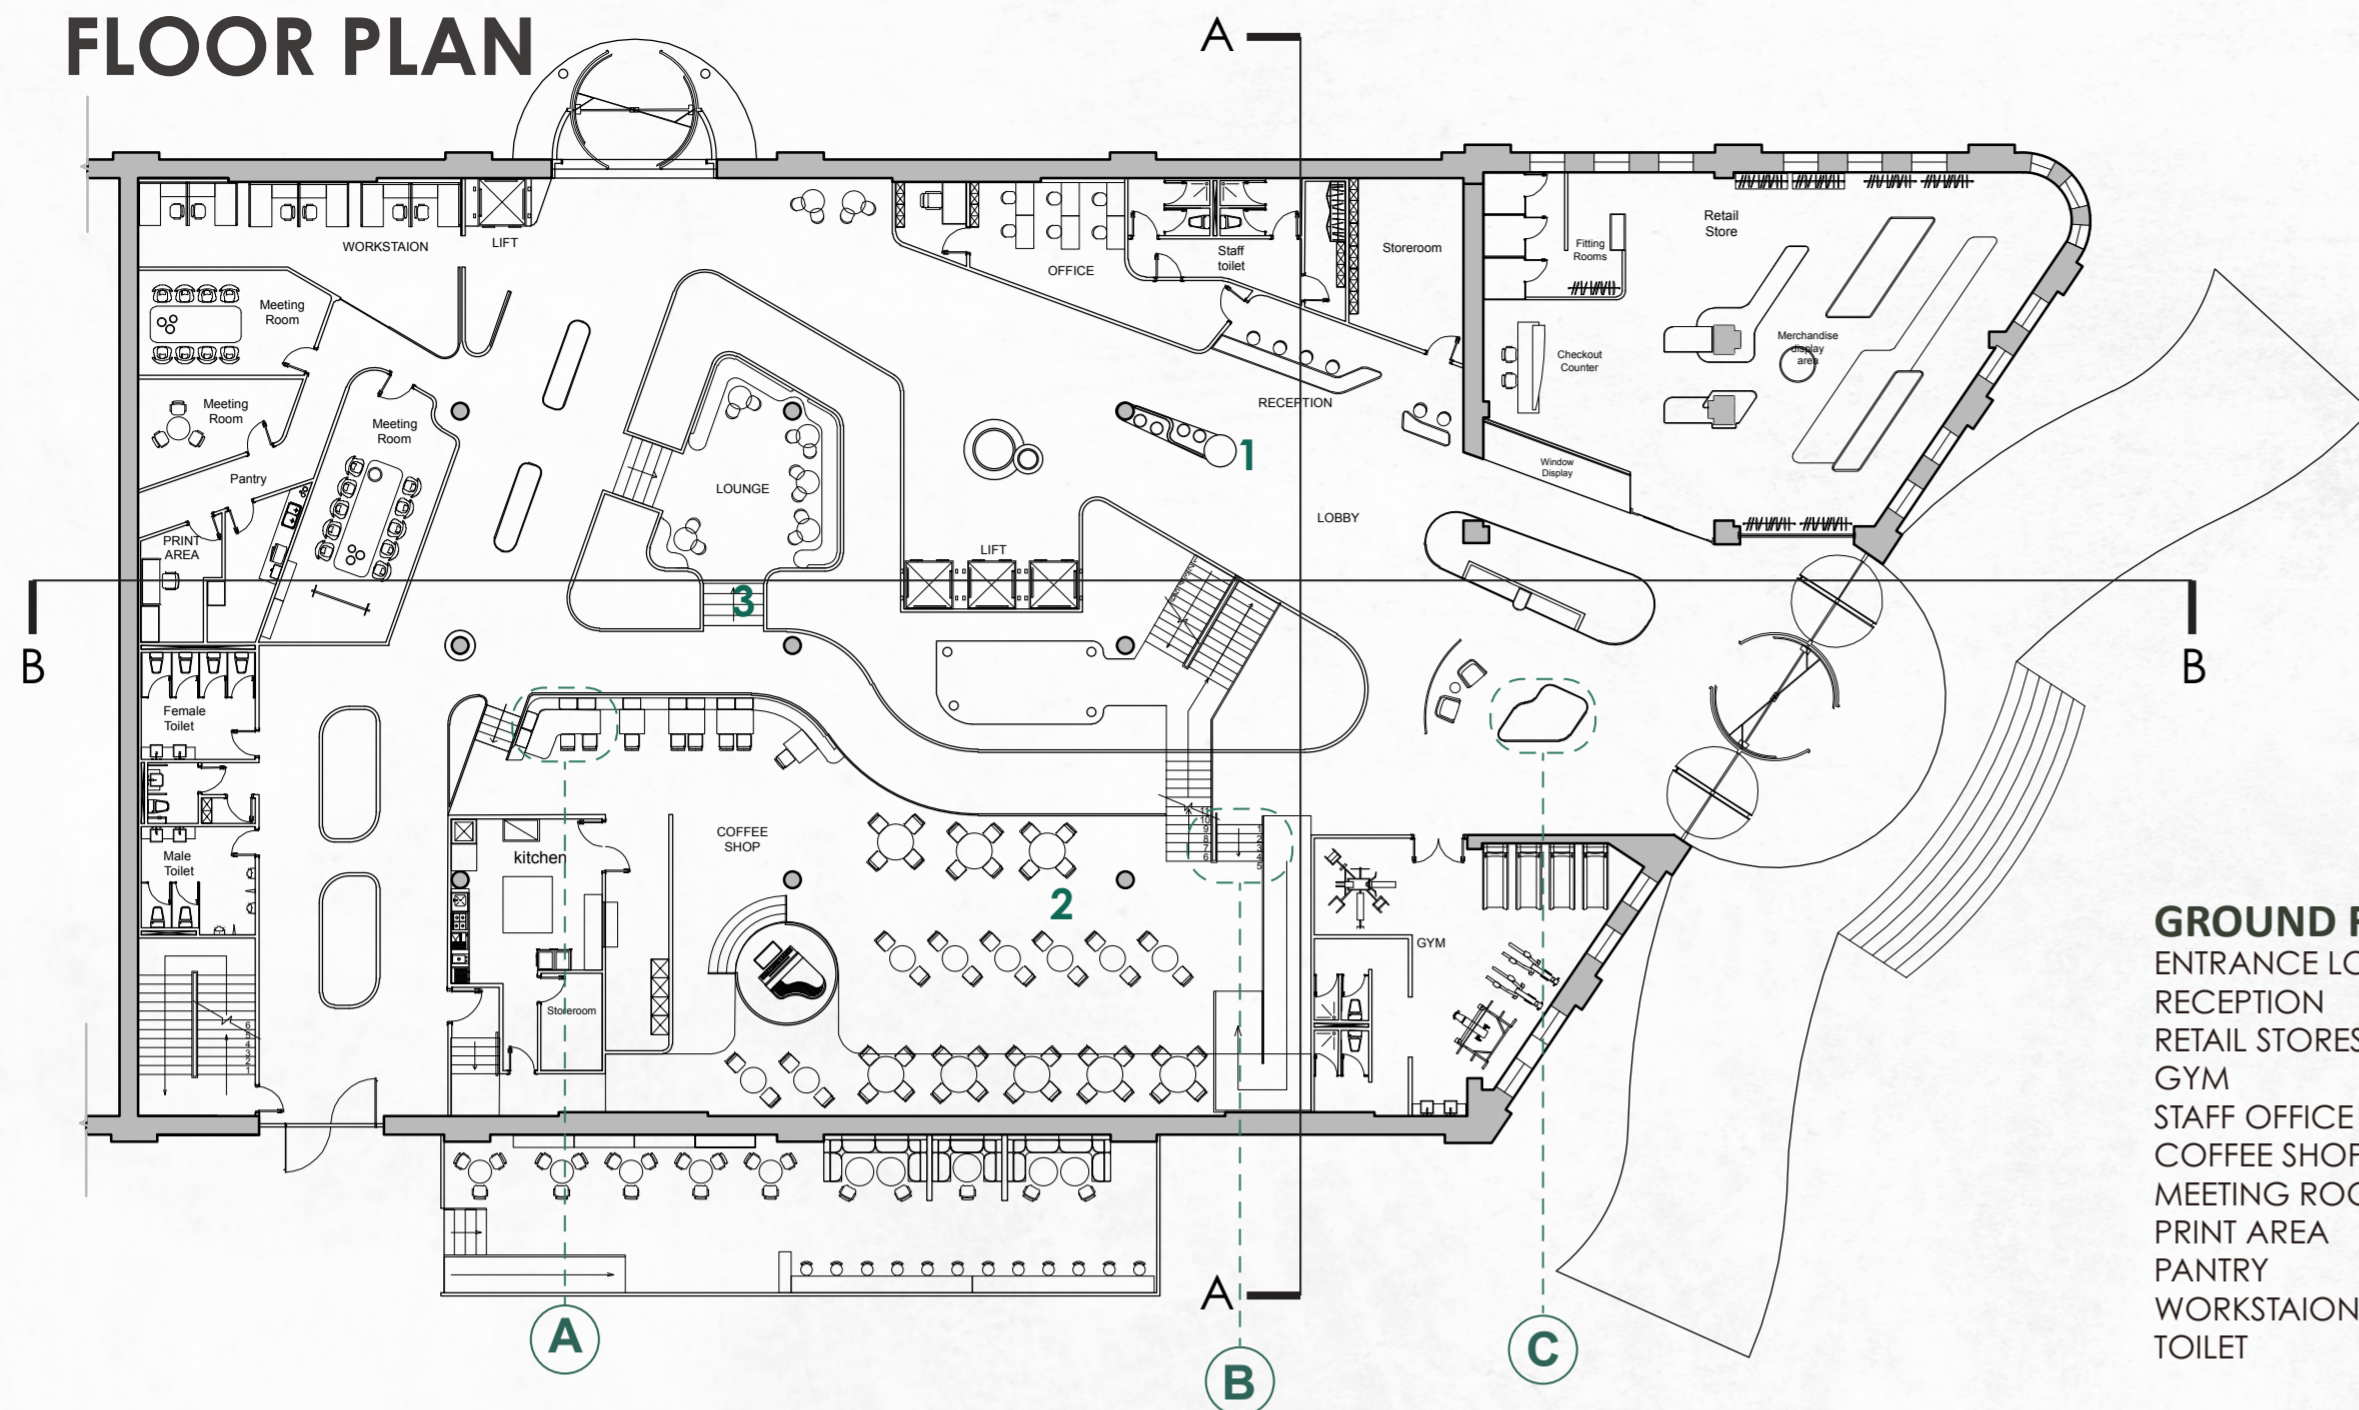 FLOOR PLAN
A
WORKSTAION
LIFT
OFFICE
Staff
toilet
Storeroom
Fitting
Rooms
Retail
Store
Meeting
Room
Checkout
Counter
Merchandise
display
area
RECEPTION
1
Meeting
Room
Meeting
Room
Pantry
LOUNGE
Window
Display
LOBBY
PRINT
AREA
LIFT
3
B
B
Female
Toilet
COFFEE
SHOP
kitchen
Male
Toilet
2
GYM
Storeroom
A
A
B
C
GROUND
ENTRANCE
RECEPTION
RETAIL STORES
GYM
STAFF OFFICE
COFFEE SHOP
MEETING
PRINT AREA
PANTRY
WORKSTAION
TOILET